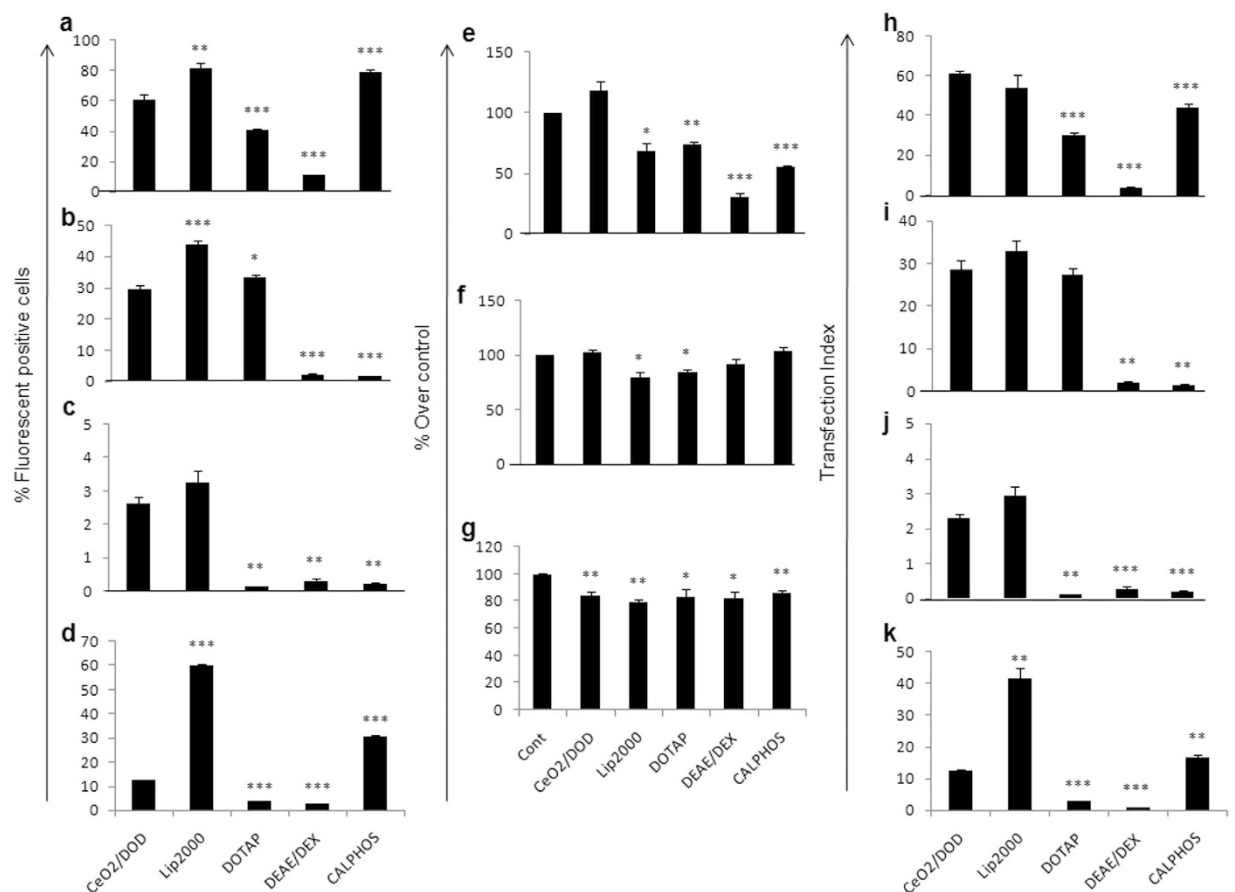 % Fluorescent positive cells
a
100
80
60
40
20
0
** *** *** ***
b
50
40
30
20
10
0
*** * *** ***
c
5
4
3
2
1
0
** ** **
d
70
60
50
40
30
20
10
0
*** *** *** ***
CeO2/DOD
Lip2000
DOTAP
DEAE/DEX
CALPHOS
% Over control
e
150
100
50
0
* ** *** ***
f
150
100
50
0
* *
g
120
100
80
60
40
20
0
** ** * * **
Cont
CeO2/DOD
Lip2000
DOTAP
DEAE/DEX
CALPHOS
Transfection Index
h
80
60
40
20
0
*** *** ***
i
40
30
20
10
0
** **
j
5
4
3
2
1
0
** *** ***
k
50
40
30
20
10
0
** *** *** **
CeO2/DOD
Lip2000
DOTAP
DEAE/DEX
CALPHOS